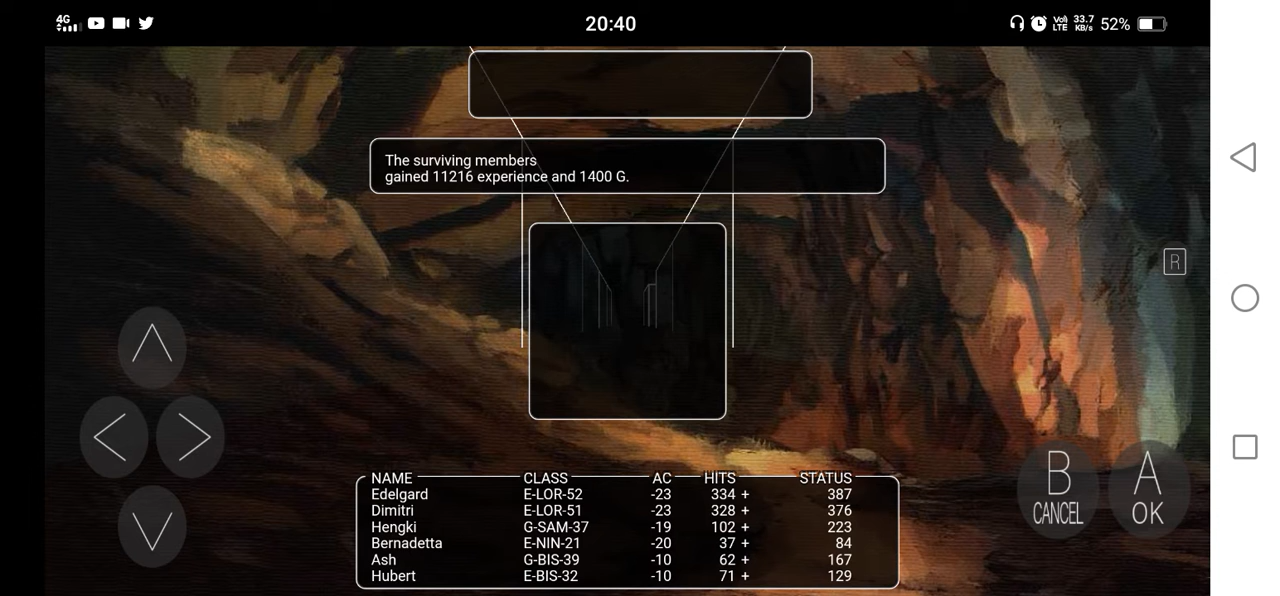 4G 20:40 Vo) LTE 33.7 KB/s 52%
The surviving members
gained 11216 experience and 1400 G.
R
NAME CLASS AC HITS STATUS
Edelgard E-LOR-52 -23 334 + 387
Dimitri E-LOR-51 -23 328 + 376
Hengki G-SAM-37 -19 102 + 223
Bernadetta E-NIN-21 -20 37 + 84
Ash G-BIS-39 -10 62 + 167
Hubert E-BIS-32 -10 71 + 129
B CANCEL
A OK